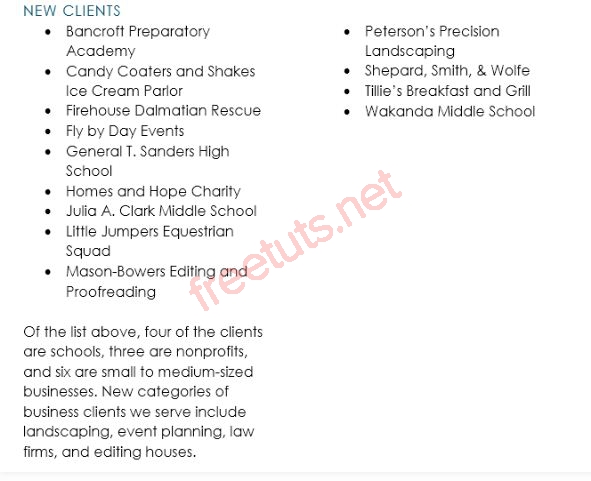 NEW CLIENTS
• Bancroft Preparatory
Academy
• Candy Coaters and Shakes
Ice Cream Parlor
• Firehouse Dalmatian Rescue
• Fly by Day Events
• General T. Sanders High
School
• Homes and Hope Charity
• Julia A. Clark Middle School
• Little Jumpers Equestrian
Squad
• Mason-Bowers Editing and
Proofreading
Of the list above, four of the clients
are schools, three are nonprofits,
and six are small to medium-sized
businesses. New categories of
business clients we serve include
landscaping, event planning, law
firms, and editing houses.
• Peterson’s Precision
Landscaping
• Shepard, Smith, & Wolfe
• Tillie’s Breakfast and Grill
• Wakanda Middle School
freetuts.net